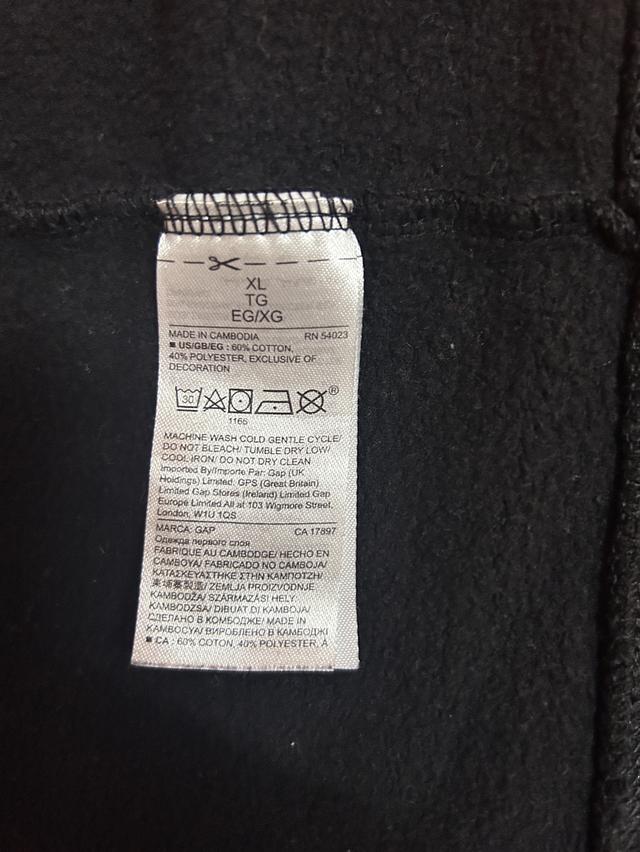 XL
TG
EG/XG
MADE IN CAMBODIA RN 54023
■ US/GB/EG : 60% COTTON,
40% POLYESTER, EXCLUSIVE OF
DECORATION
30 ®
1165
MACHINE WASH COLD GENTLE CYCLE/
DO NOT BLEACH/ TUMBLE DRY LOW/
COOL IRON/ DO NOT DRY CLEAN
Imported By/Importe Par: Gap (UK
Holdings) Limited, GPS (Great Britain)
Limited Gap Stores (Ireland) Limited Gap
Europe Limited All at 103 Wigmore Street,
London, W1U 1QS
MARCA: GAP CA 17897
Одежда первого слоя
FABRIQUE AU CAMBODGE/ HECHO EN
CAMBOYA/ FABRICADO NO CAMBOJA/
ΚΑΤΑΣΚΕΥΑΣΤΗΚΕ ΣΤΗΝ ΚΑΜΠΟΤΖΗ/
柬埔寨製造/ ZEMLJA PROIZVODNJE
KAMBODŽA/ SZÁRMAZÁSI HELY
KAMBODZSA/ DIBUAT DI KAMBOJA/
СДЕЛАНО В КОМБОДЖЕ/ MADE IN
KAMBOCYA/ ВИРОБЛЕНО В КАМБОДЖІ
■ CA : 60% COTON, 40% POLYESTER, À